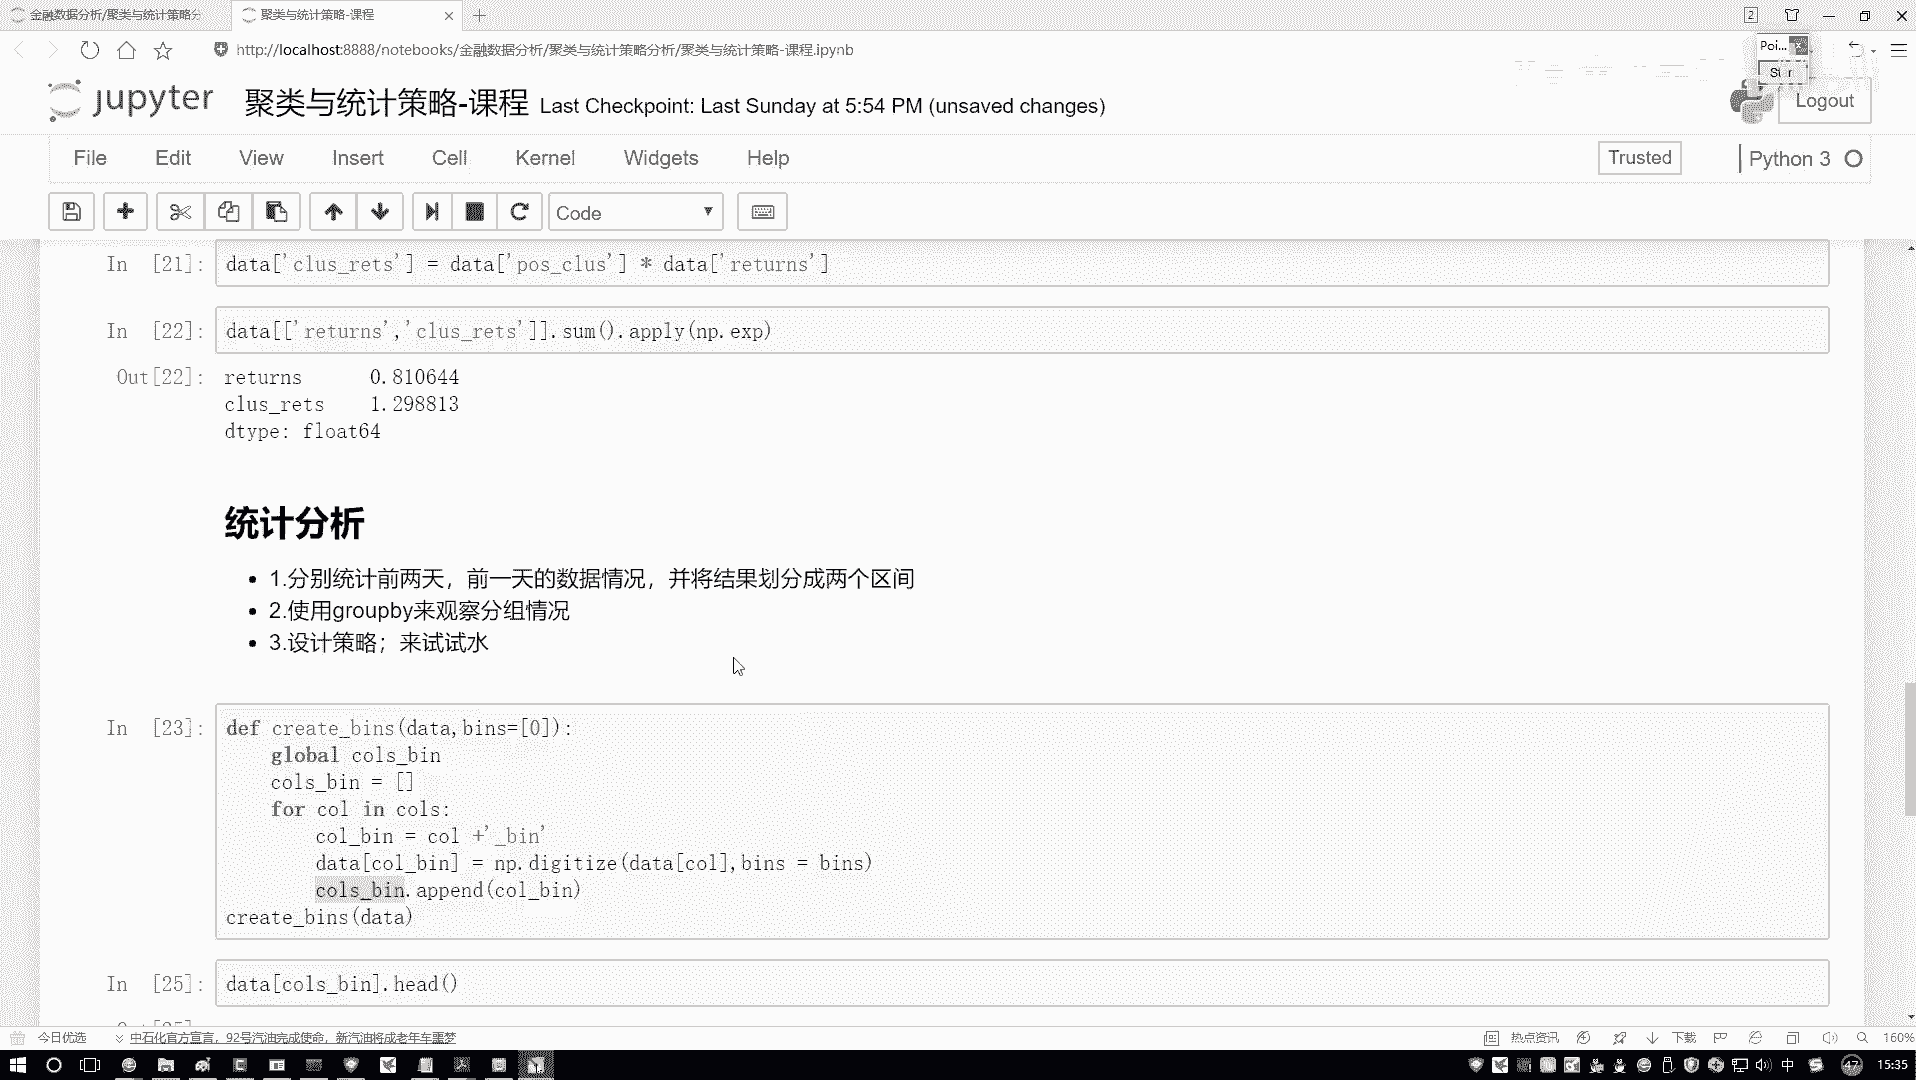 金融数据分析/聚类与统计策略分
聚类与统计策略-课程
2
http://localhost:8888/notebooks/金融数据分析/聚类与统计策略分析/聚类与统计策略-课程.ipynb
Poi...
jupyter
聚类与统计策略-课程
Last Checkpoint: Last Sunday at 5:54 PM (unsaved changes)
Logout
File Edit View Insert Cell Kernel Widgets Help
Trusted
Python 3
Code
In [21]: data['clus_rets'] = data['pos_clus'] * data['returns']
In [22]: data[['returns','clus_rets']].sum().apply(np.exp)
Out[22]: returns 0.810644
clus_rets 1.298813
dtype: float64
统计分析
• 1.分别统计前两天，前一天的数据情况，并将结果划分成两个区间
• 2.使用groupby来观察分组情况
• 3.设计策略；来试试水
In [23]: def create_bins(data,bins=[0]):
global cols_bin
cols_bin = []
for col in cols:
col_bin = col +'_bin'
data[col_bin] = np.digitize(data[col],bins = bins)
cols_bin.append(col_bin)
create_bins(data)
In [25]: data[cols_bin].head()
今日优选
中石化官方宣言，92号汽油完成使命，新汽油将成老年车噩梦
热点资讯
下载
160%
中
47
15:35